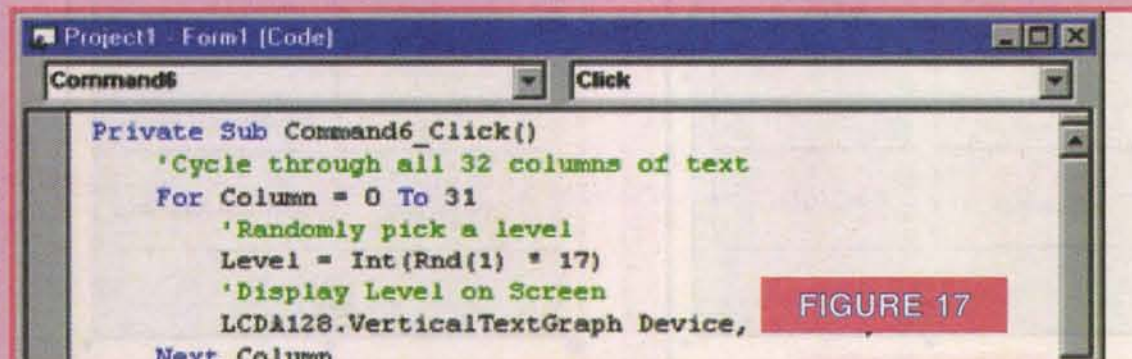 Project1 - Form1 (Code)
Command6 Click
Private Sub Command6_Click()
'Cycle through all 32 columns of text
For Column = 0 To 31
'Randomly pick a level
Level = Int(Rnd(1) * 17)
'Display Level on Screen
LCDA128.VerticalTextGraph Device,
Next Column
FIGURE 17